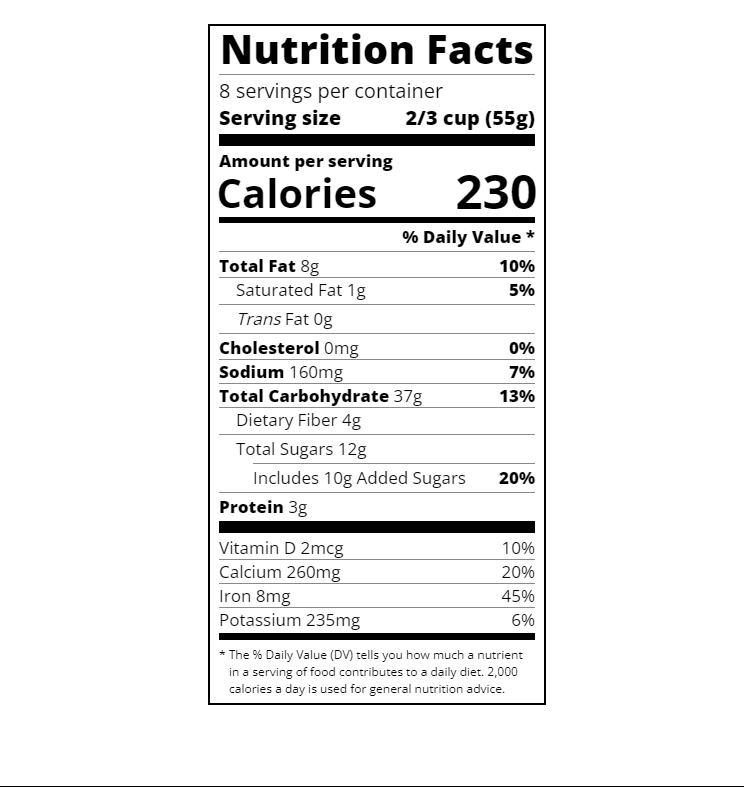 Nutrition Facts
8 servings per container
Serving size 2/3 cup (55g)
Amount per serving
Calories 230
% Daily Value *
Total Fat 8g 10%
Saturated Fat 1g 5%
Trans Fat 0g
Cholesterol 0mg 0%
Sodium 160mg 7%
Total Carbohydrate 37g 13%
Dietary Fiber 4g
Total Sugars 12g
Includes 10g Added Sugars 20%
Protein 3g
Vitamin D 2mcg 10%
Calcium 260mg 20%
Iron 8mg 45%
Potassium 235mg 6%
* The % Daily Value (DV) tells you how much a nutrient
in a serving of food contributes to a daily diet. 2,000
calories a day is used for general nutrition advice.